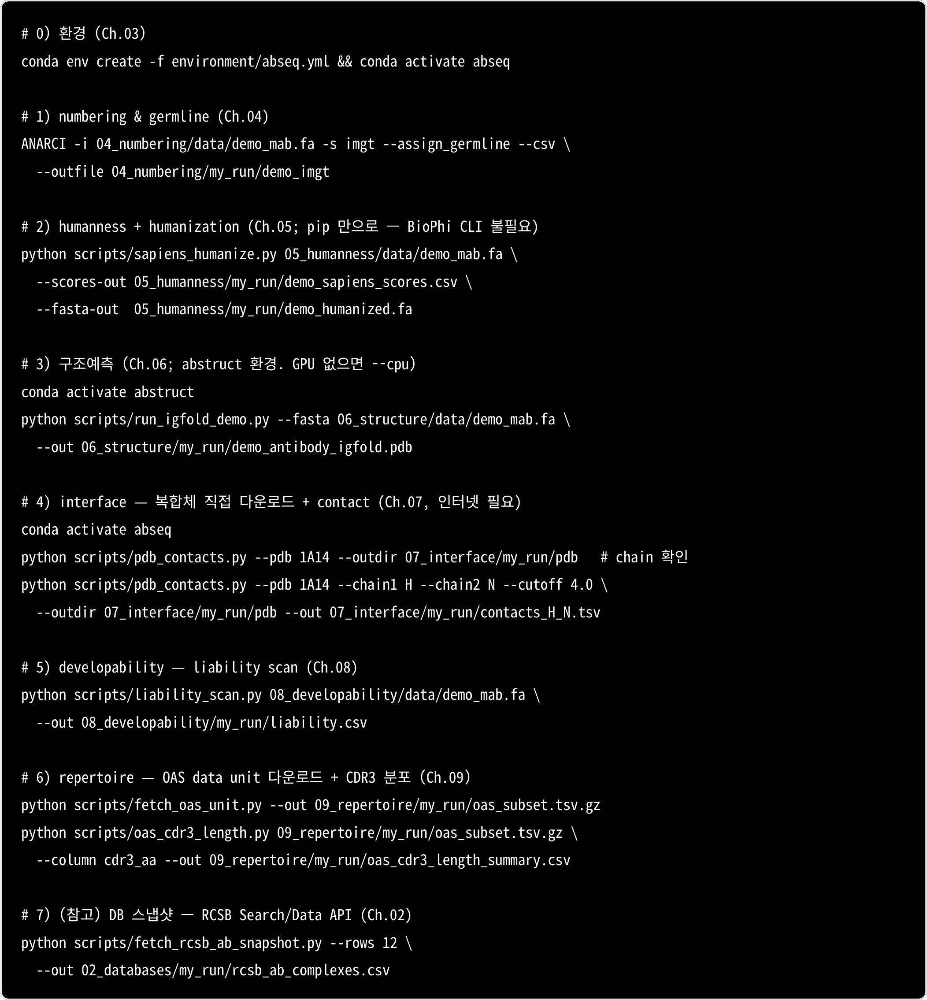 # 0) 환경 (Ch.03)
conda env create -f environment/abseq.yml && conda activate abseq
# 1) numbering & germline (Ch.04)
ANARCI -i 04_numbering/data/demo_mab.fa -s imgt --assign_germline --csv \
  --outfile 04_numbering/my_run/demo_imgt
# 2) humanness + humanization (Ch.05; pip 만으로 — BioPhi CLI 불필요)
python scripts/sapiens_humanize.py 05_humanness/data/demo_mab.fa \
  --scores-out 05_humanness/my_run/demo_sapiens_scores.csv \
  --fasta-out  05_humanness/my_run/demo_humanized.fa
# 3) 구조예측 (Ch.06; abstruct 환경. GPU 없으면 --cpu)
conda activate abstruct
python scripts/run_igfold_demo.py --fasta 06_structure/data/demo_mab.fa \
  --out 06_structure/my_run/demo_antibody_igfold.pdb
# 4) interface — 복합체 직접 다운로드 + contact (Ch.07, 인터넷 필요)
conda activate abseq
python scripts/pdb_contacts.py --pdb 1A14 --outdir 07_interface/my_run/pdb   # chain 확인
python scripts/pdb_contacts.py --pdb 1A14 --chain1 H --chain2 N --cutoff 4.0 \
  --outdir 07_interface/my_run/pdb --out 07_interface/my_run/contacts_H_N.tsv
# 5) developability — liability scan (Ch.08)
python scripts/liability_scan.py 08_developability/data/demo_mab.fa \
  --out 08_developability/my_run/liability.csv
# 6) repertoire — OAS data unit 다운로드 + CDR3 분포 (Ch.09)
python scripts/fetch_oas_unit.py --out 09_repertoire/my_run/oas_subset.tsv.gz
python scripts/oas_cdr3_length.py 09_repertoire/my_run/oas_subset.tsv.gz \
  --column cdr3_aa --out 09_repertoire/my_run/oas_cdr3_length_summary.csv
# 7) (참고) DB 스냅샷 — RCSB Search/Data API (Ch.02)
python scripts/fetch_rcsb_ab_snapshot.py --rows 12 \
  --out 02_databases/my_run/rcsb_ab_complexes.csv